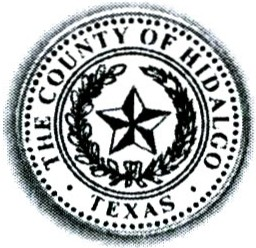 THE COUNTY OF HIDALGO
· TEXAS ·